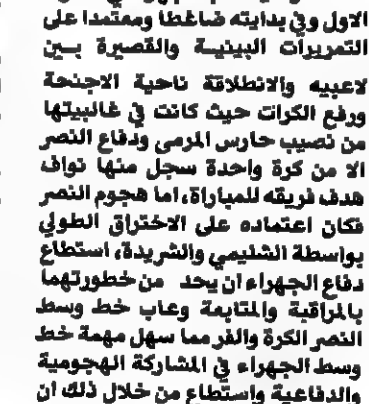 الاول وفي بدايته ضاغطا ومعتمدا على
التمريرات البينية والقصيرة بين
لاعبيه والانطلاقة ناحية الاجنحة
ورفع الكرات حيث كانت في غالبيتها
من نصيب حارس المرمى ودفاع النصر
الا من كرة واحدة سجل منها نواف
هدف فريقه للمباراة، اما هجوم النصر
فكان اعتماده على الاختراق الطولي
بواسطة الشليمي والشريدة، استطاع
دفاع الجهراء ان يحد من خطورتهما
بالمراقبة والمتابعة وعاب خط وسط
النصر الكرة والفر مما سهل مهمة خط
وسط الجهراء في المشاركة الهجومية
والدفاعية واستطاع من خلال ذلك ان